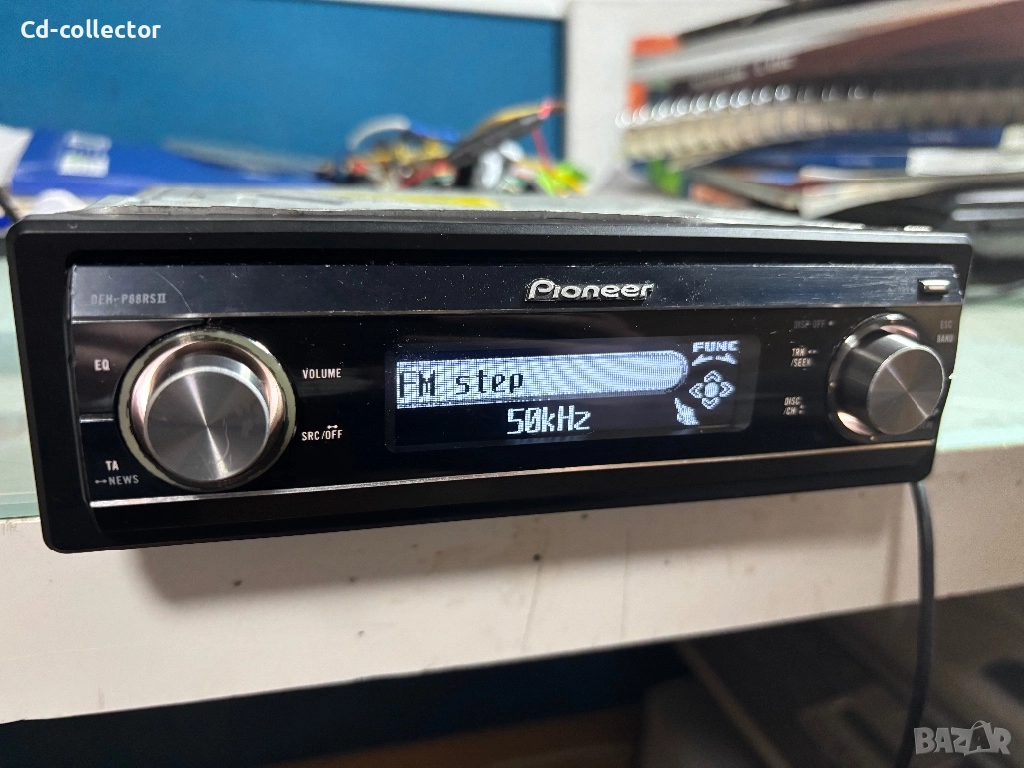 Cd-collector
Pioneer
DEH-P88RSII
EQ
VOLUME
SRC/OFF
TA
NEWS
FM step
50kHz
FUNC
DISP OFF
TRK
/SEEK
DISC
/CH
ESC
BAND
BAZAR